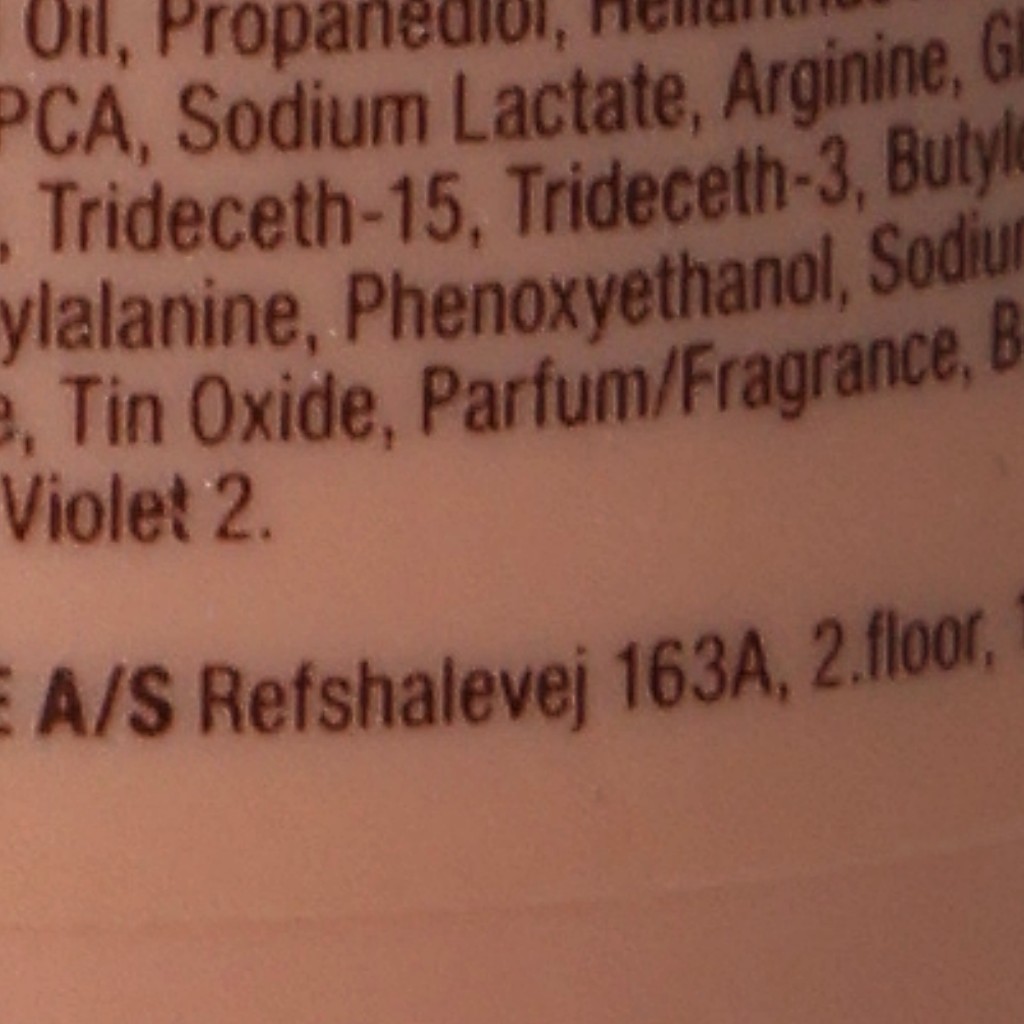 Oil, Propanediol,
PCA, Sodium Lactate, Arginine,
, Trideceth-15, Trideceth-3,
Phenoxyethanol,
Tin Oxide, Parfum/Fragrance,
Violet 2.
A/S Refshalevej 163A, 2.floor,